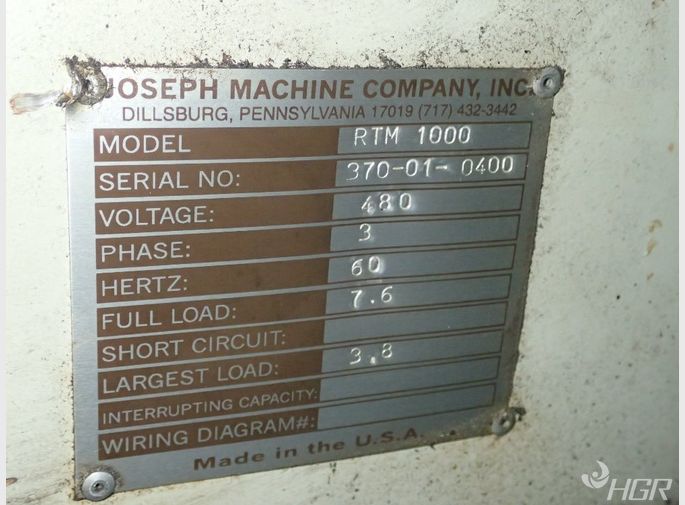 JOSEPH MACHINE COMPANY, INC.
DILLSBURG, PENNSYLVANIA 17019 (717) 432-3442
MODEL RTM 1000
SERIAL NO: 370-01-0400
VOLTAGE: 480
PHASE: 3
HERTZ: 60
FULL LOAD: 7.6
SHORT CIRCUIT:
LARGEST LOAD: 3.8
INTERRUPTING CAPACITY:
WIRING DIAGRAM#:
Made in the U.S.A.
HGR